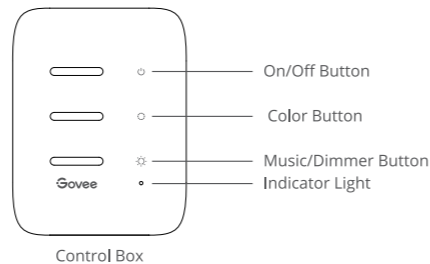 On/Off Button
Color Button
Music/Dimmer Button
Govee
Indicator Light
Control Box